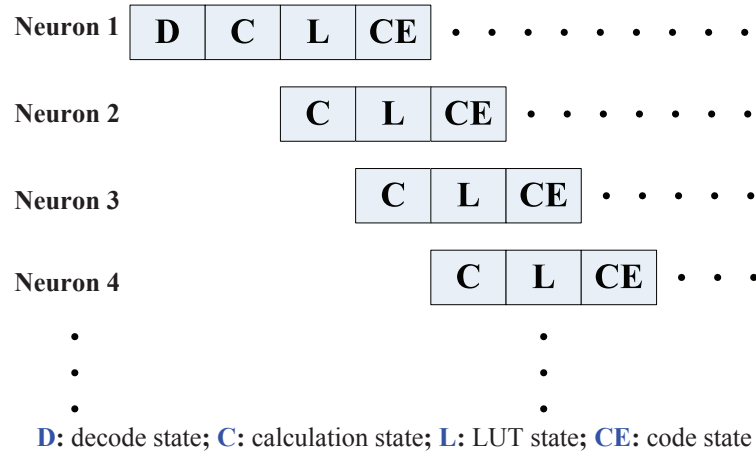 Neuron 1 D C L CE
Neuron 2 C L CE
Neuron 3 C L CE
Neuron 4 C L CE
D: decode state; C: calculation state; L: LUT state; CE: code state